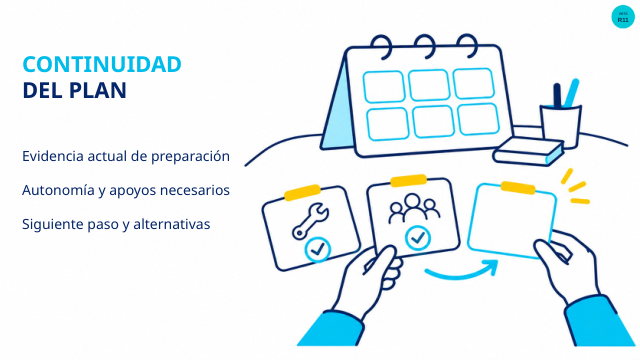 CONTINUIDAD
DEL PLAN
Evidencia actual de preparación
Autonomía y apoyos necesarios
Siguiente paso y alternativas
R11